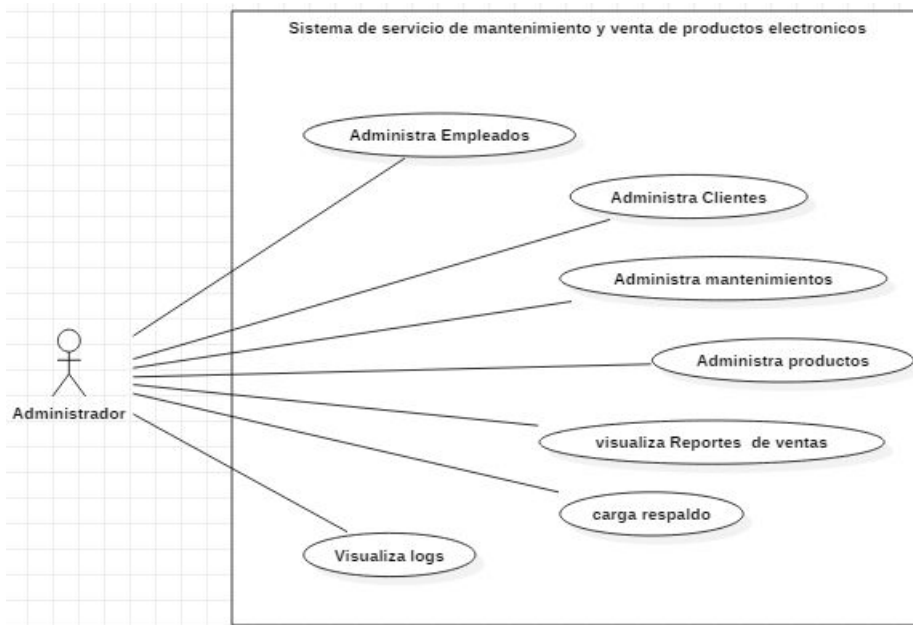 Sistema de servicio de mantenimiento y venta de productos electronicos
Administra Empleados
Administra Clientes
Administra mantenimientos
Administra productos
Administrador
visualiza Reportes de ventas
carga respaldo
Visualiza logs